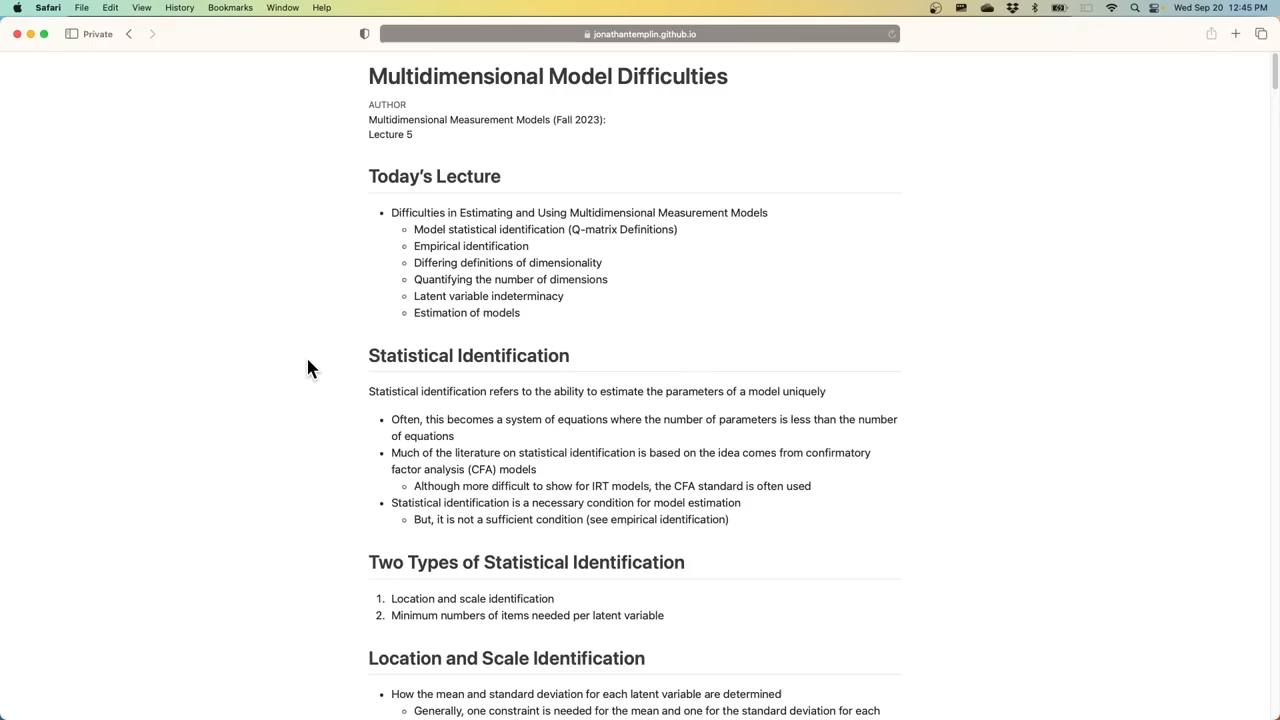 Safari File Edit View History Bookmarks Window Help Wed Sep 20 12:45 PM
Private jonathantemplin.github.io
Multidimensional Model Difficulties
AUTHOR
Multidimensional Measurement Models (Fall 2023):
Lecture 5
Today's Lecture
• Difficulties in Estimating and Using Multidimensional Measurement Models
○ Model statistical identification (Q-matrix Definitions)
○ Empirical identification
○ Differing definitions of dimensionality
○ Quantifying the number of dimensions
○ Latent variable indeterminacy
○ Estimation of models
Statistical Identification
Statistical identification refers to the ability to estimate the parameters of a model uniquely
• Often, this becomes a system of equations where the number of parameters is less than the number
of equations
• Much of the literature on statistical identification is based on the idea comes from confirmatory
factor analysis (CFA) models
○ Although more difficult to show for IRT models, the CFA standard is often used
• Statistical identification is a necessary condition for model estimation
○ But, it is not a sufficient condition (see empirical identification)
Two Types of Statistical Identification
1. Location and scale identification
2. Minimum numbers of items needed per latent variable
Location and Scale Identification
• How the mean and standard deviation for each latent variable are determined
○ Generally, one constraint is needed for the mean and one for the standard deviation for each